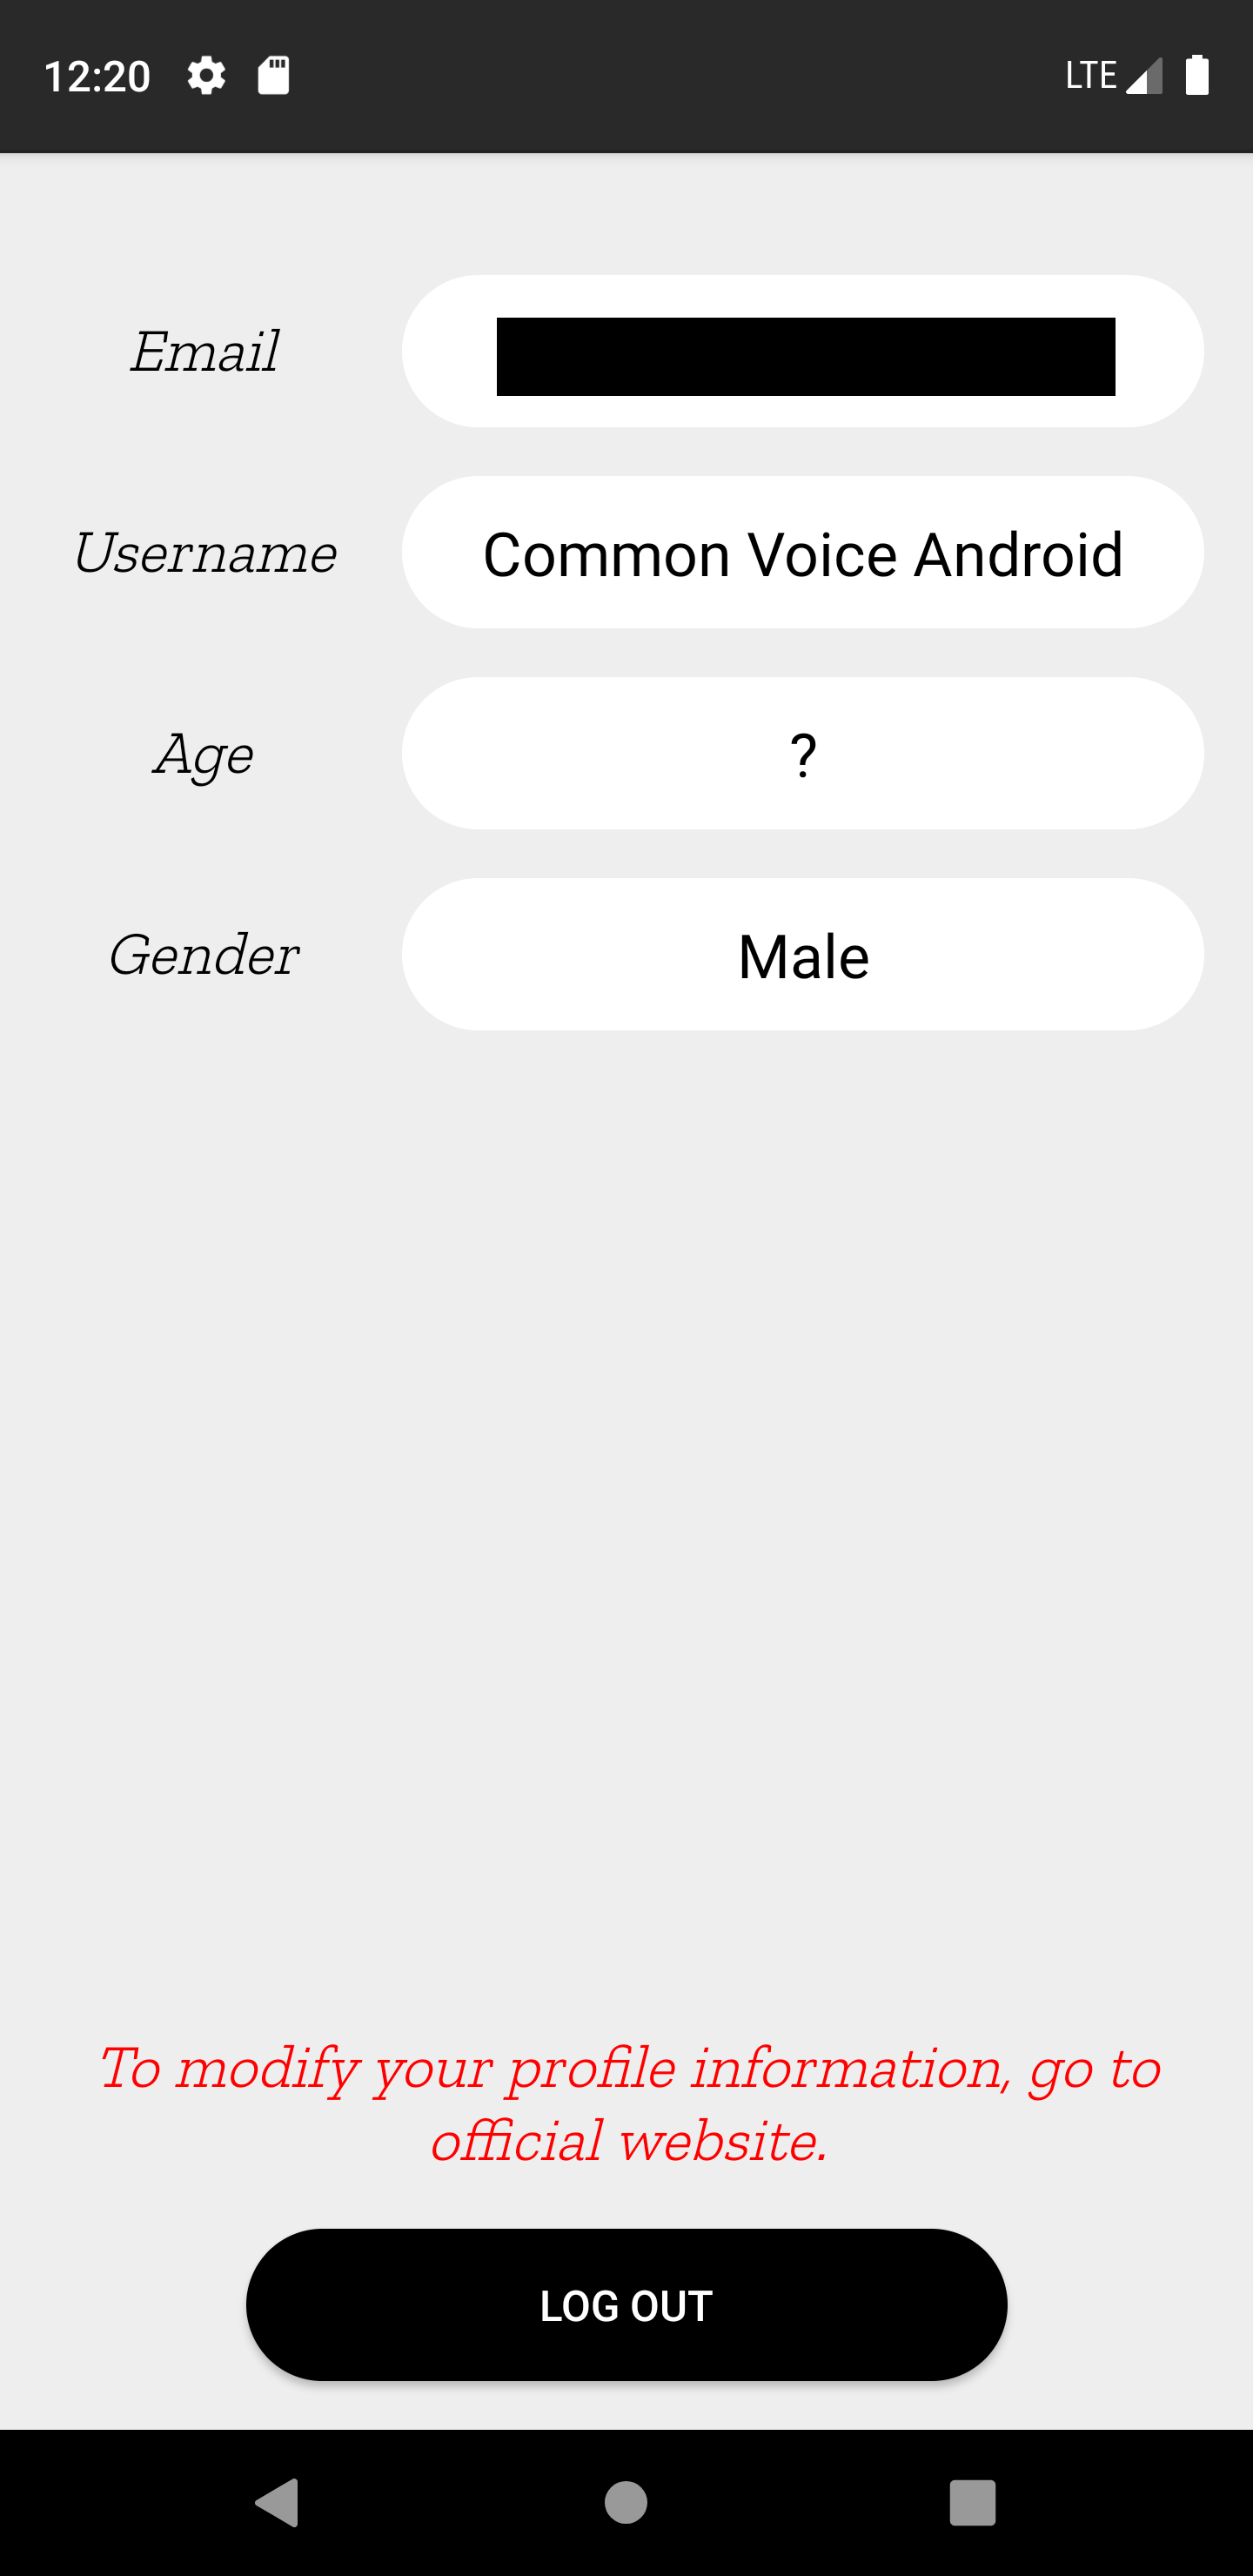 12:20 LTE
Email
Username Common Voice Android
Age ?
Gender Male
To modify your profile information, go to
official website.
LOG OUT